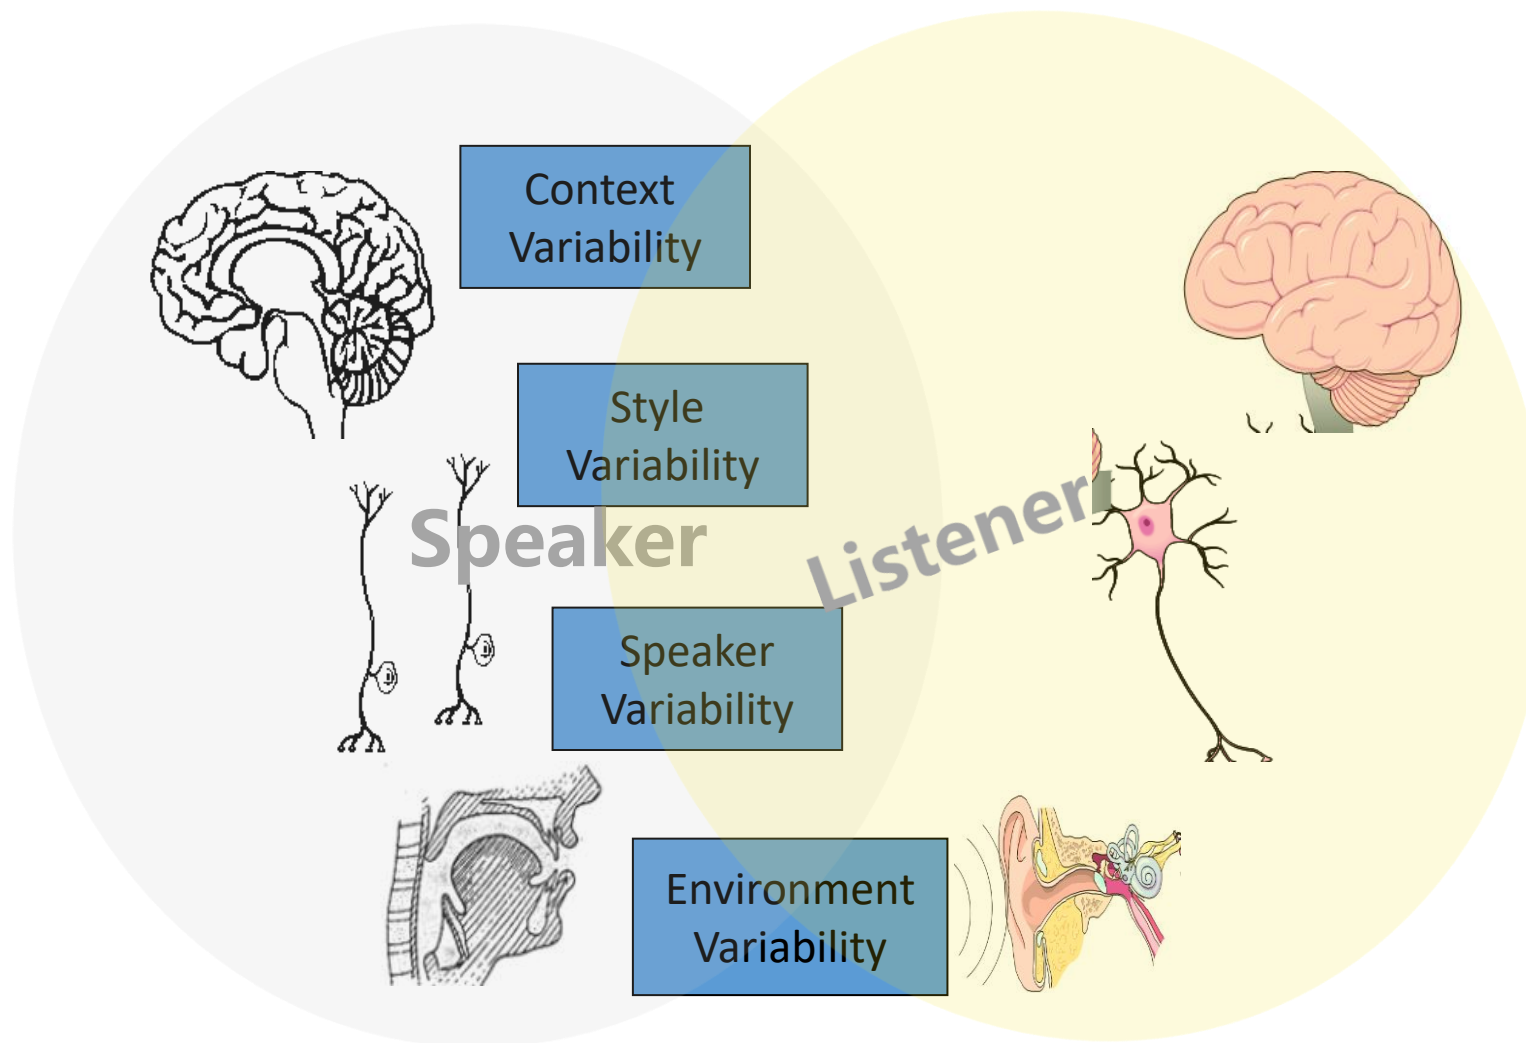 Context
Variability
Style
Variability
Speaker
Listener
Speaker
Variability
Environment
Variability